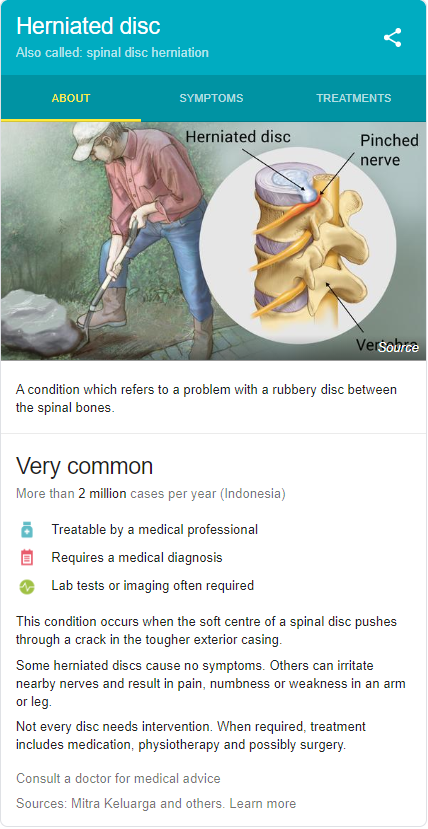 Herniated disc
Also called: spinal disc herniation
ABOUT SYMPTOMS TREATMENTS
Herniated disc
Pinched
nerve
Vertebra
Source
A condition which refers to a problem with a rubbery disc between
the spinal bones.
Very common
More than 2 million cases per year (Indonesia)
Treatable by a medical professional
Requires a medical diagnosis
Lab tests or imaging often required
This condition occurs when the soft centre of a spinal disc pushes
through a crack in the tougher exterior casing.
Some herniated discs cause no symptoms. Others can irritate
nearby nerves and result in pain, numbness or weakness in an arm
or leg.
Not every disc needs intervention. When required, treatment
includes medication, physiotherapy and possibly surgery.
Consult a doctor for medical advice
Sources: Mitra Keluarga and others. Learn more